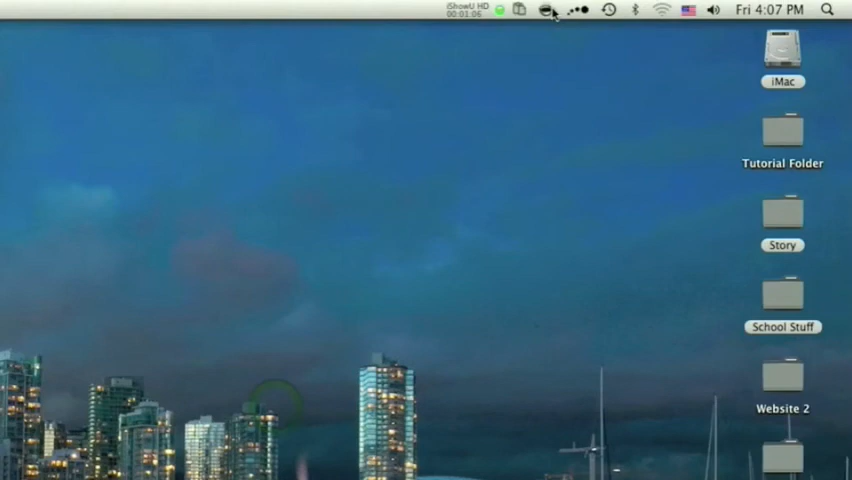 iShowU HD
00:01:06
Fri 4:07 PM
iMac
Tutorial Folder
Story
School Stuff
Website 2